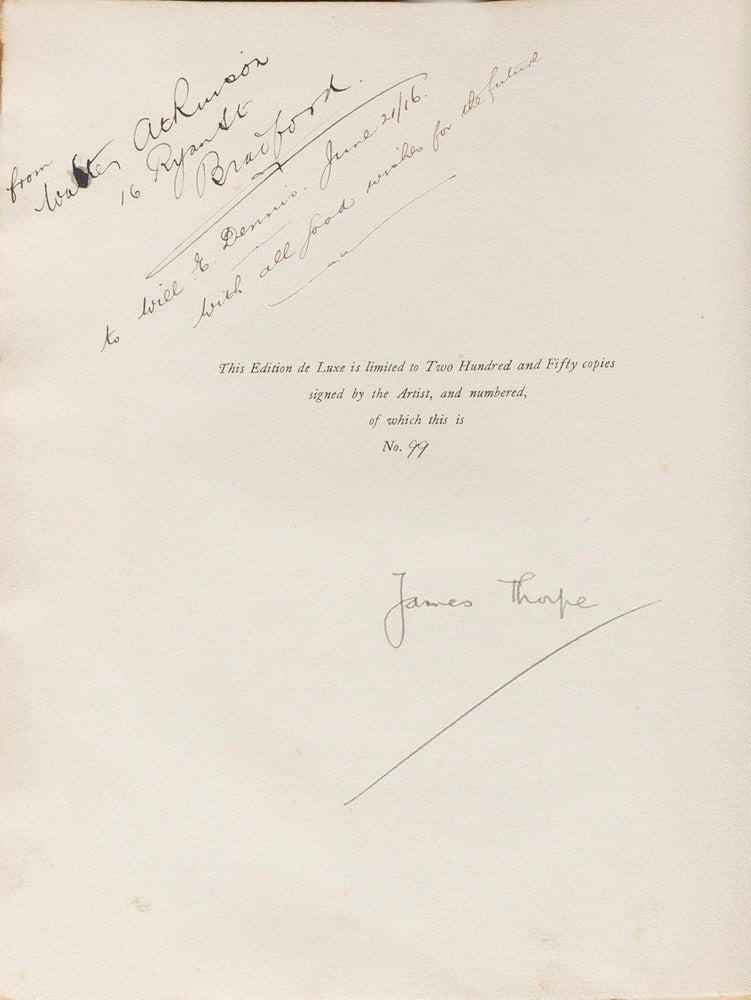 from
Walter Atkinson
16 Ryan St
Bradford.
to Will E. Dennis. June 21/16.
with all good wishes for the future
This Edition de Luxe is limited to Two Hundred and Fifty copies
signed by the Artist, and numbered,
of which this is
No. 99
James Thorpe